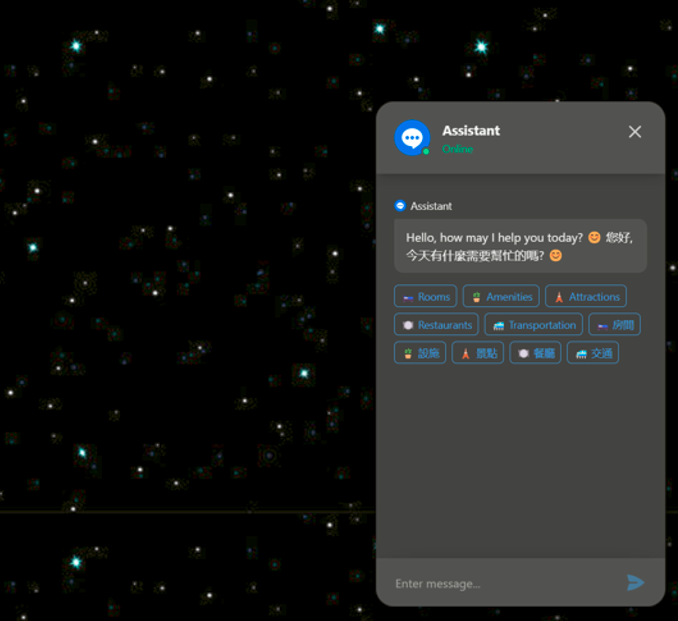 Assistant
Online
Assistant
Hello, how may I help you today? 😊 您好,
今天有什麼需要幫忙的嗎? 😊
Rooms Amenities Attractions
Restaurants Transportation 房間
設施 景點 餐廳 交通
Enter message...